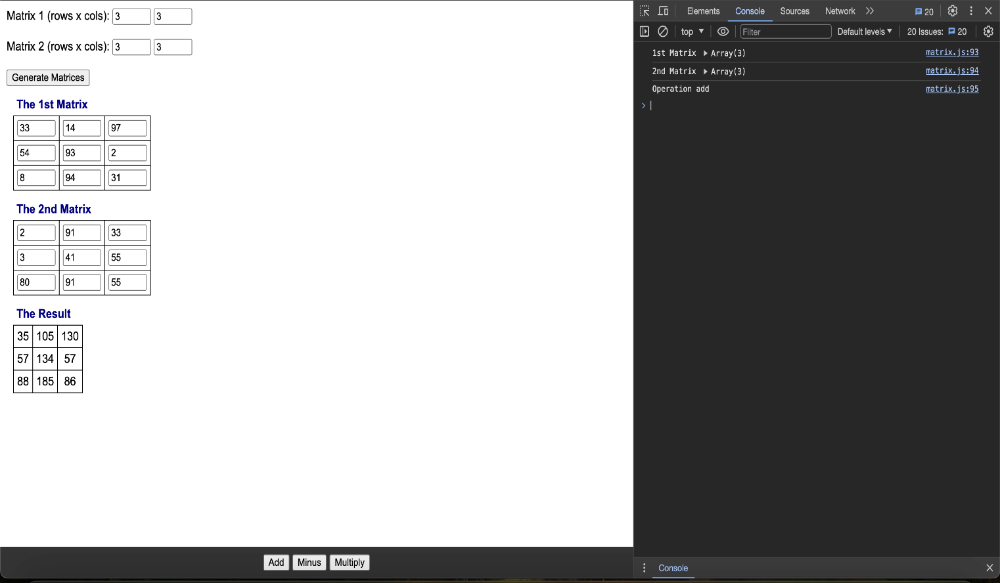 Matrix 1 (rows x cols): 3 3
Matrix 2 (rows x cols): 3 3
Generate Matrices
The 1st Matrix
33 14 97
54 93 2
8 94 31
The 2nd Matrix
2 91 33
3 41 55
80 91 55
The Result
35 105 130
57 134 57
88 185 86
Add Minus Multiply
Elements Console Sources Network 20
top Filter Default levels 20 Issues: 20
1st Matrix Array(3) matrix.js:93
2nd Matrix Array(3) matrix.js:94
Operation add matrix.js:95
Console